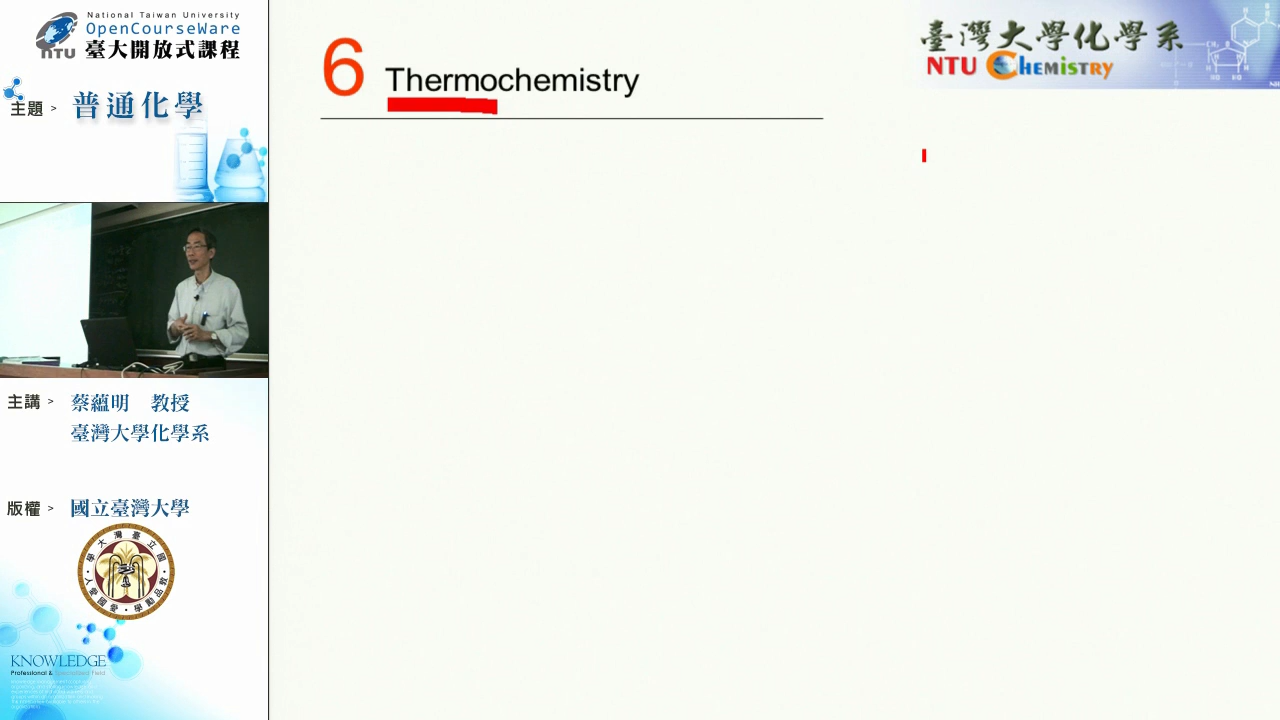 National Taiwan University
OpenCourseWare
NTU 臺大開放式課程
主題 > 普通化學
主講 > 蔡蘊明 教授
臺灣大學化學系
版權 > 國立臺灣大學
KNOWLEDGE
6 Thermochemistry
臺灣大學化學系
NTU Chemistry